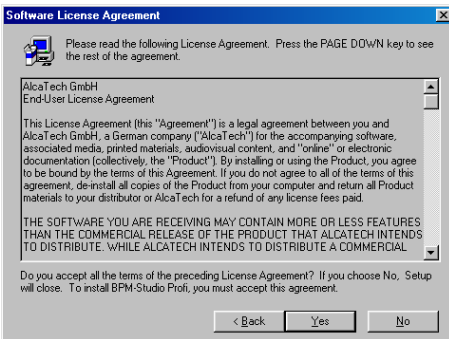 Software License Agreement
Please read the following License Agreement. Press the PAGE DOWN key to see
the rest of the agreement.
AlcaTech GmbH
End-User License Agreement
This License Agreement (this "Agreement") is a legal agreement between you and
AlcaTech GmbH, a German company ("AlcaTech") for the accompanying software,
associated media, printed materials, audiovisual content, and "online" or electronic
documentation (collectively, the "Product"). By installing or using the Product, you agree
to be bound by the terms of this Agreement. If you do not agree to all of the terms of this
agreement, de-install all copies of the Product from your computer and return all Product
materials to your distributor or AlcaTech for a refund of any license fees paid.
THE SOFTWARE YOU ARE RECEIVING MAY CONTAIN MORE OR LESS FEATURES
THAN THE COMMERCIAL RELEASE OF THE PRODUCT THAT ALCATECH INTENDS
TO DISTRIBUTE. WHILE ALCATECH INTENDS TO DISTRIBUTE A COMMERCIAL
Do you accept all the terms of the preceding License Agreement? If you choose No, Setup
will close. To install BPM-Studio Profi, you must accept this agreement.
< Back Yes No